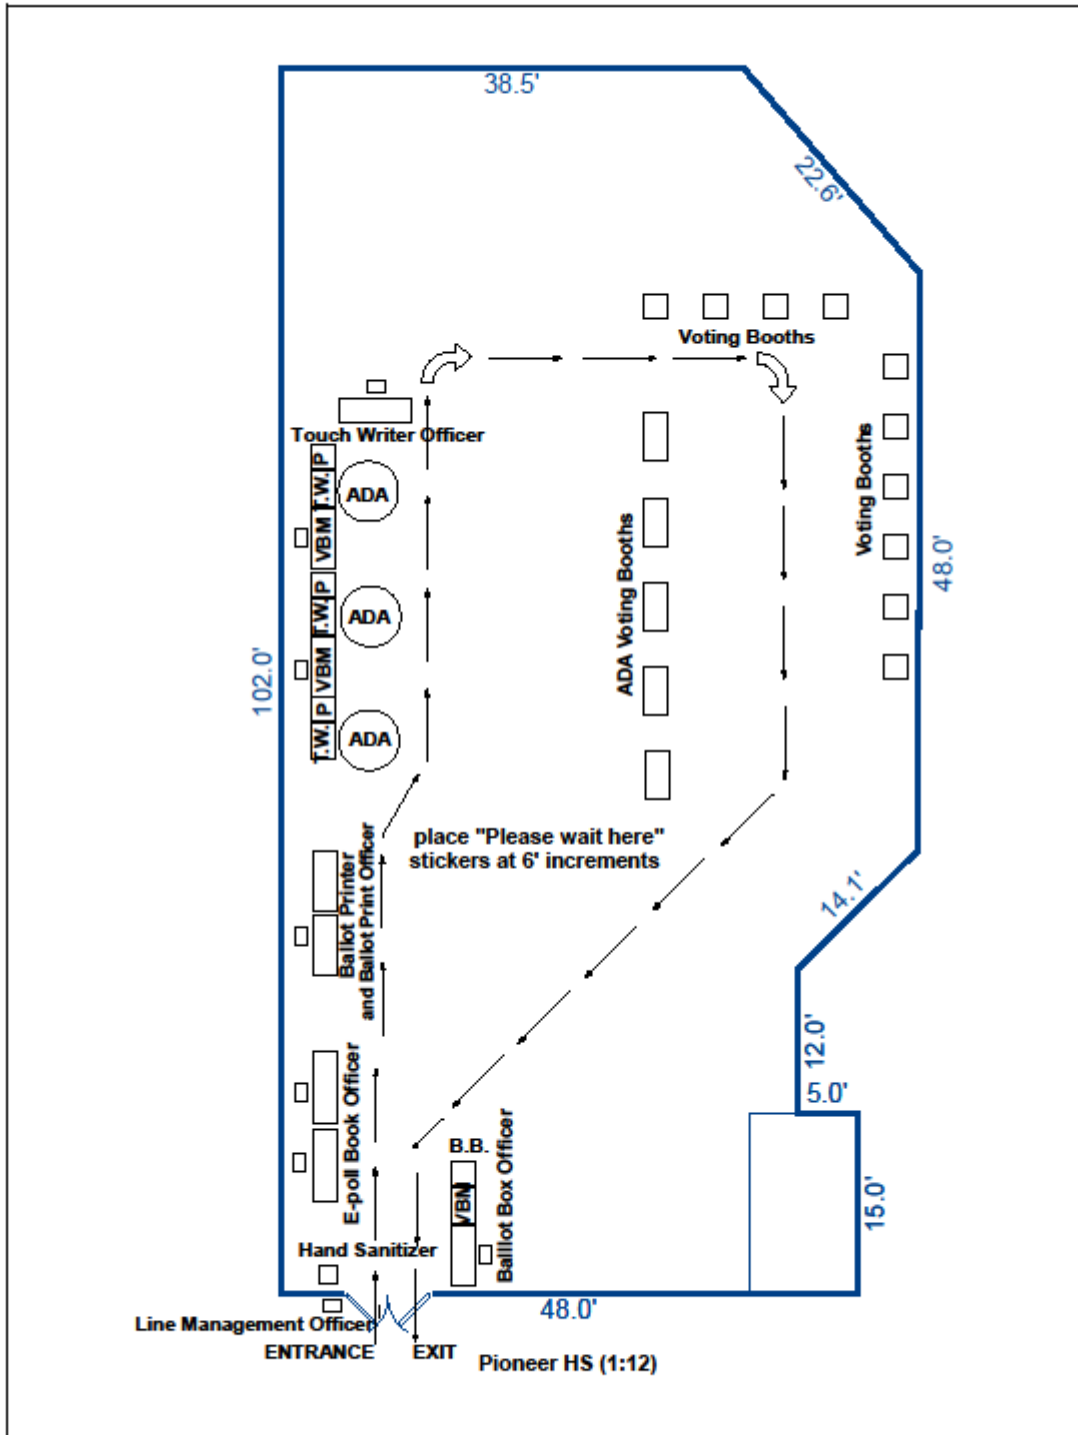 38.5'
22.6'
Voting Booths
Touch Writer Officer
P
T.W.
ADA
VBM
Voting Booths
48.0'
P
T.W.
ADA
ADA Voting Booths
VBM
102.0'
P
T.W.
ADA
place "Please wait here"
stickers at 6' increments
Ballot Printer
and Ballot Print Officer
14.1'
12.0'
5.0'
E-poll Book Officer
B.B.
VBM
Balllot Box Officer
15.0'
Hand Sanitizer
48.0'
Line Management Officer
ENTRANCE
EXIT
Pioneer HS (1:12)